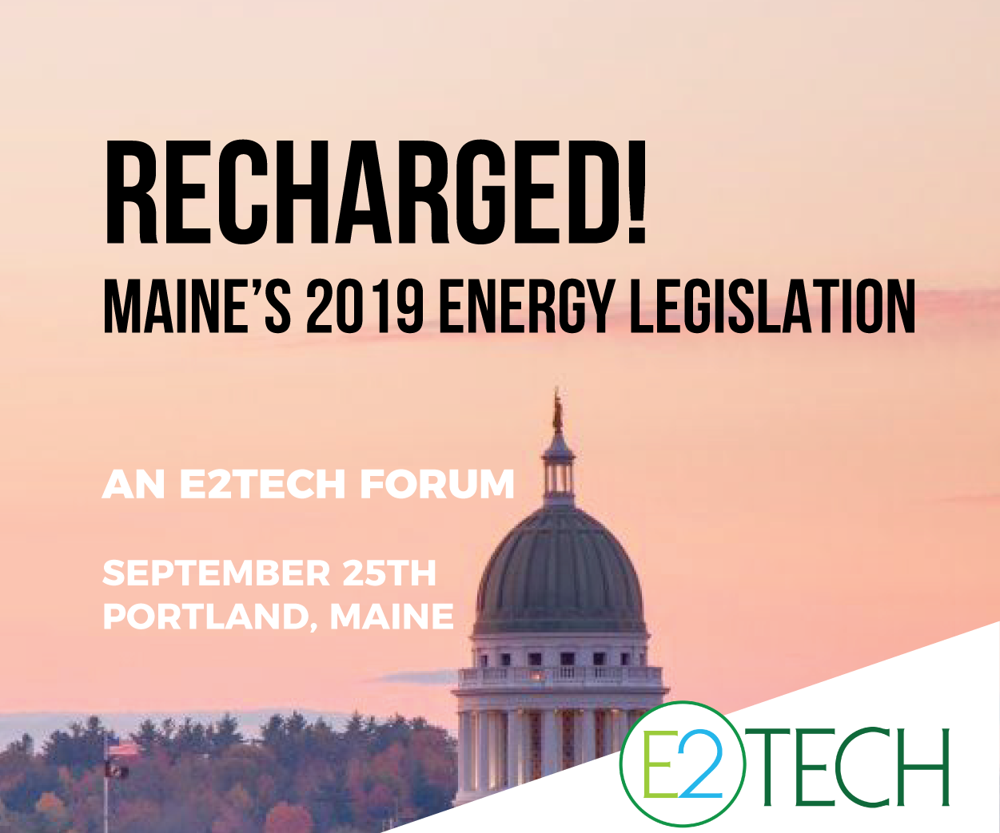 RECHARGED!
MAINE’S 2019 ENERGY LEGISLATION
AN E2TECH FORUM
SEPTEMBER 25TH
PORTLAND, MAINE
E2TECH